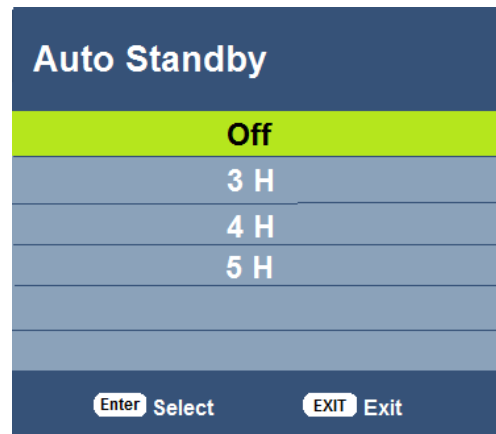 Auto Standby
Off
3 H
4 H
5 H
Enter Select EXIT Exit